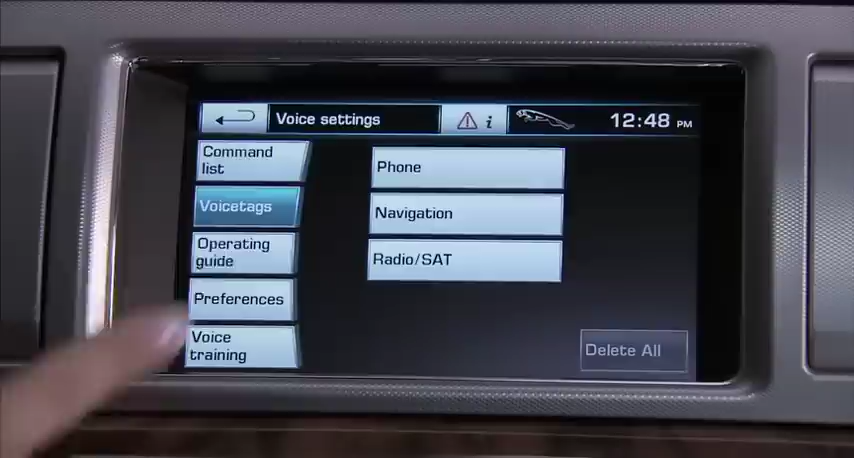 Voice settings
i
12:48 PM
Command
list
Voicetags
Operating
guide
Preferences
Voice
training
Phone
Navigation
Radio/SAT
Delete All